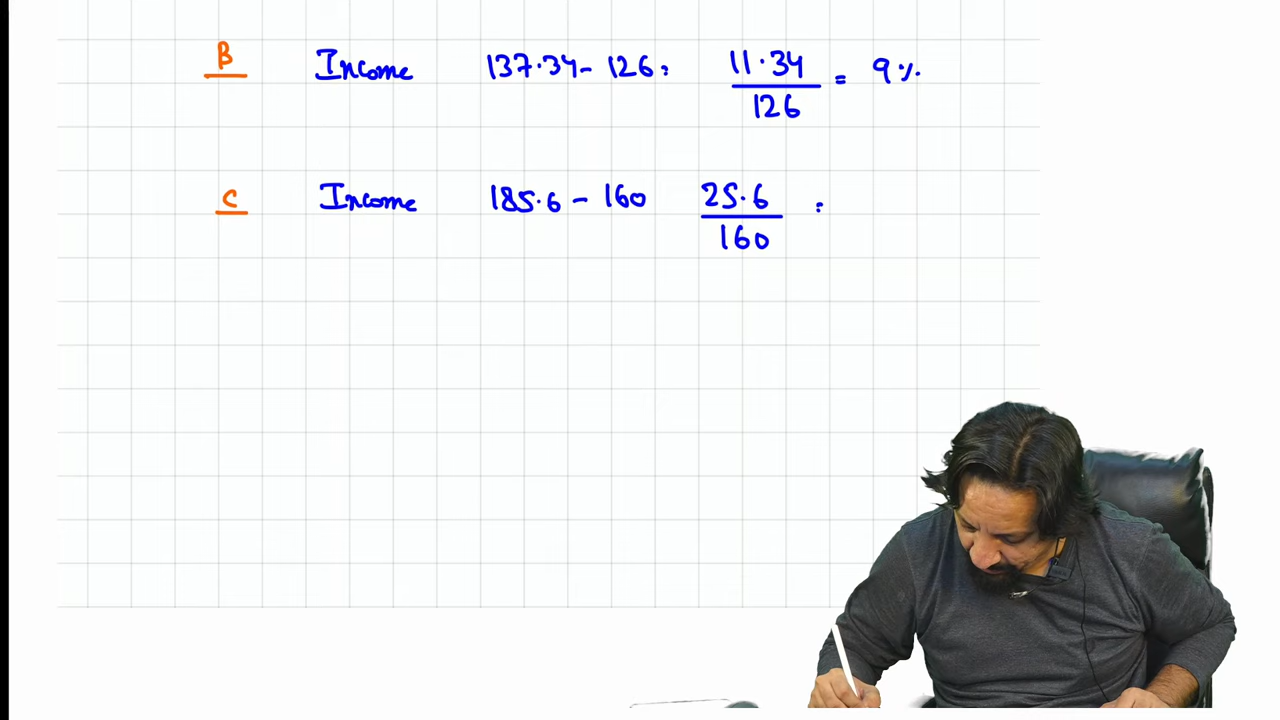 B Income 137.34 - 126 = 11.34/126 = 9%
C Income 185.6 - 160 25.6/160 =